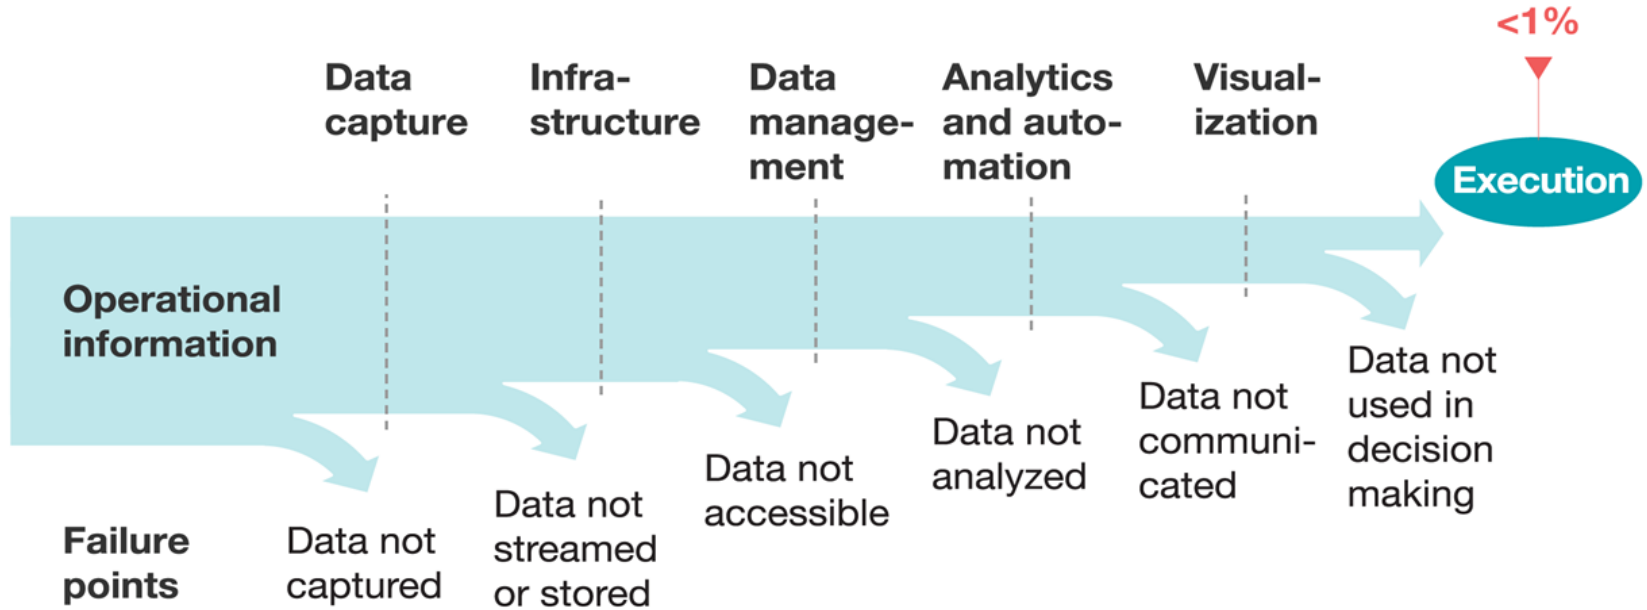 <1%
Data
capture
Infra-
structure
Data
manage-
ment
Analytics
and auto-
mation
Visual-
ization
Execution
Operational
information
Failure
points
Data not
captured
Data not
streamed
or stored
Data not
accessible
Data not
analyzed
Data not
communi-
cated
Data not
used in
decision
making